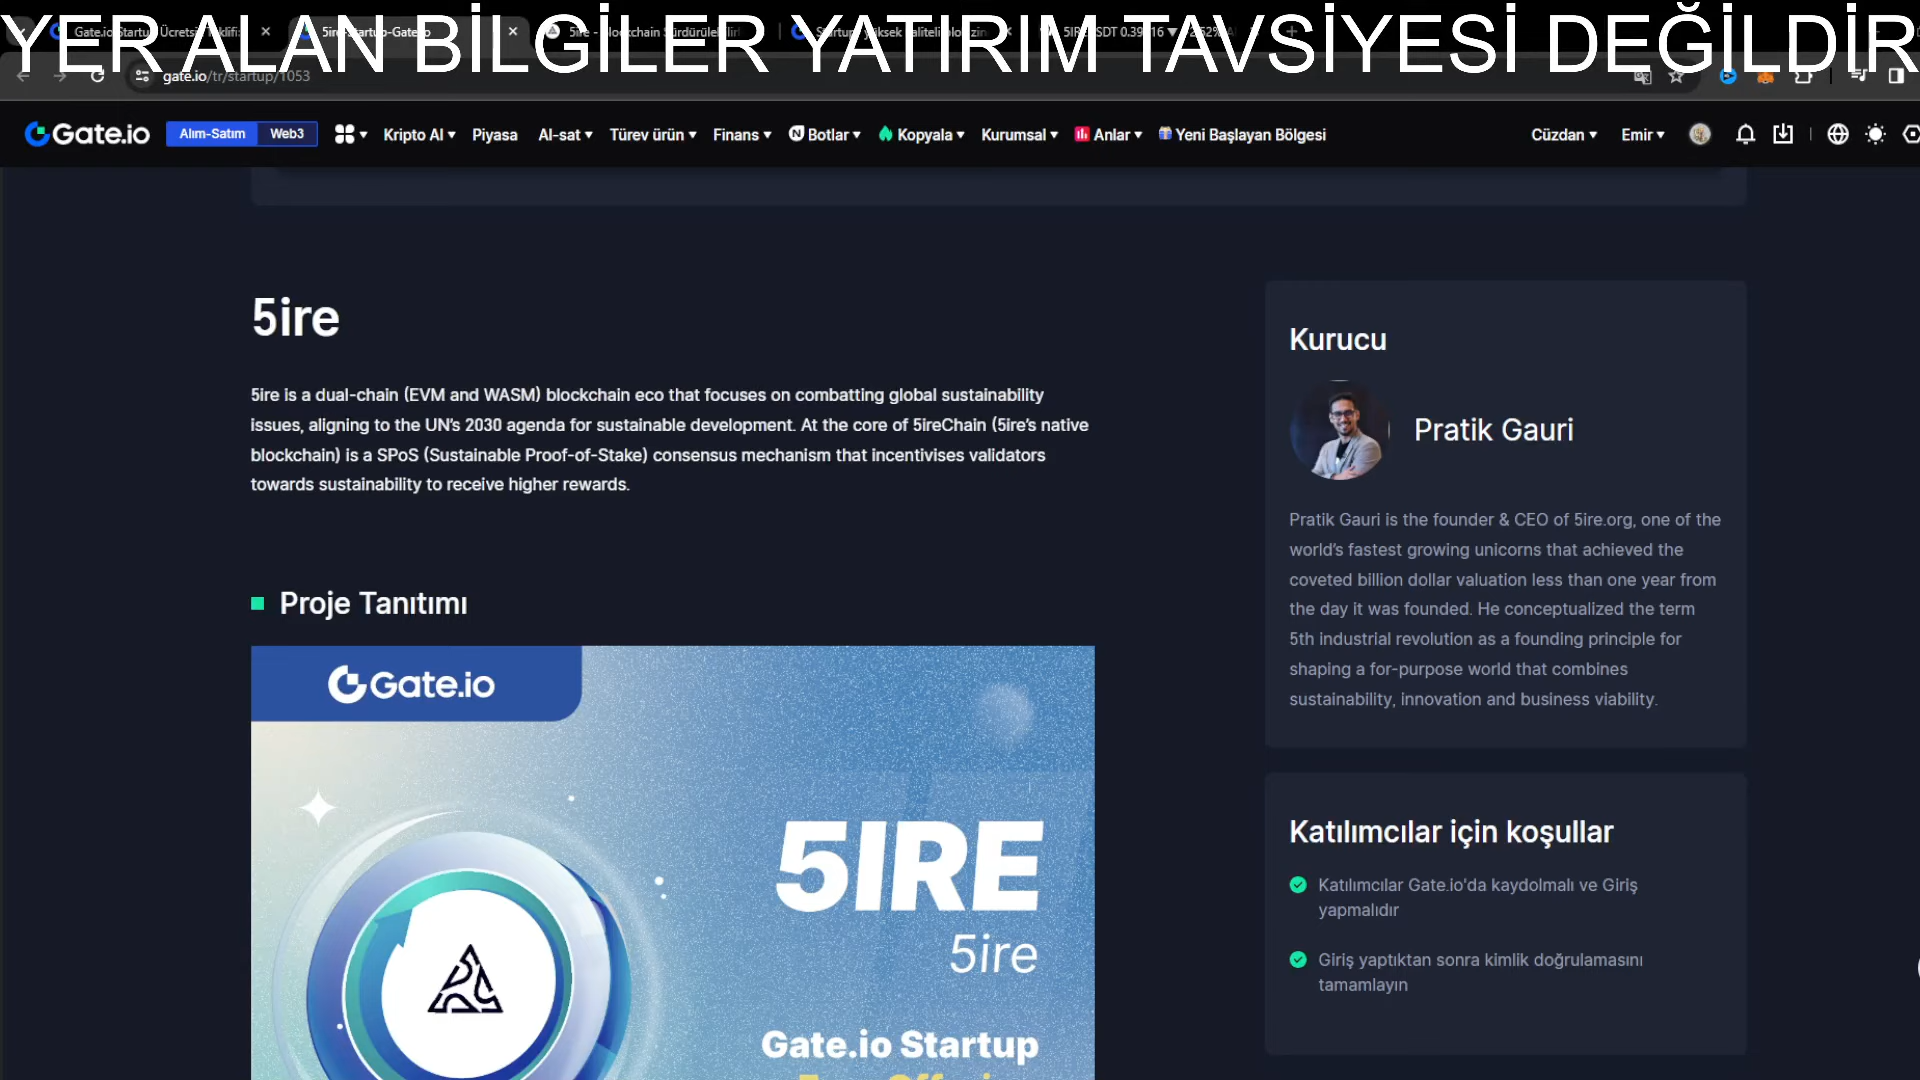 YER ALAN BİLGİLER YATIRIM TAVSİYESİ DEĞİLDİR
gate.io/tr/startup/1053
Gate.io
Alım-Satım
Web3
Kripto Al
Piyasa
Al-sat
Türev ürün
Finans
Botlar
Kopyala
Kurumsal
Anlar
Yeni Başlayan Bölgesi
Cüzdan
Emir
5ire
5ire is a dual-chain (EVM and WASM) blockchain eco that focuses on combatting global sustainability
issues, aligning to the UN's 2030 agenda for sustainable development. At the core of 5ireChain (5ire's native
blockchain) is a SPoS (Sustainable Proof-of-Stake) consensus mechanism that incentivises validators
towards sustainability to receive higher rewards.
Proje Tanıtımı
Gate.io
5IRE
5ire
Gate.io Startup
Kurucu
Pratik Gauri
Pratik Gauri is the founder & CEO of 5ire.org, one of the
world's fastest growing unicorns that achieved the
coveted billion dollar valuation less than one year from
the day it was founded. He conceptualized the term
5th industrial revolution as a founding principle for
shaping a for-purpose world that combines
sustainability, innovation and business viability.
Katılımcılar için koşullar
Katılımcılar Gate.io'da kaydolmalı ve Giriş
yapmalıdır
Giriş yaptıktan sonra kimlik doğrulamasını
tamamlayın